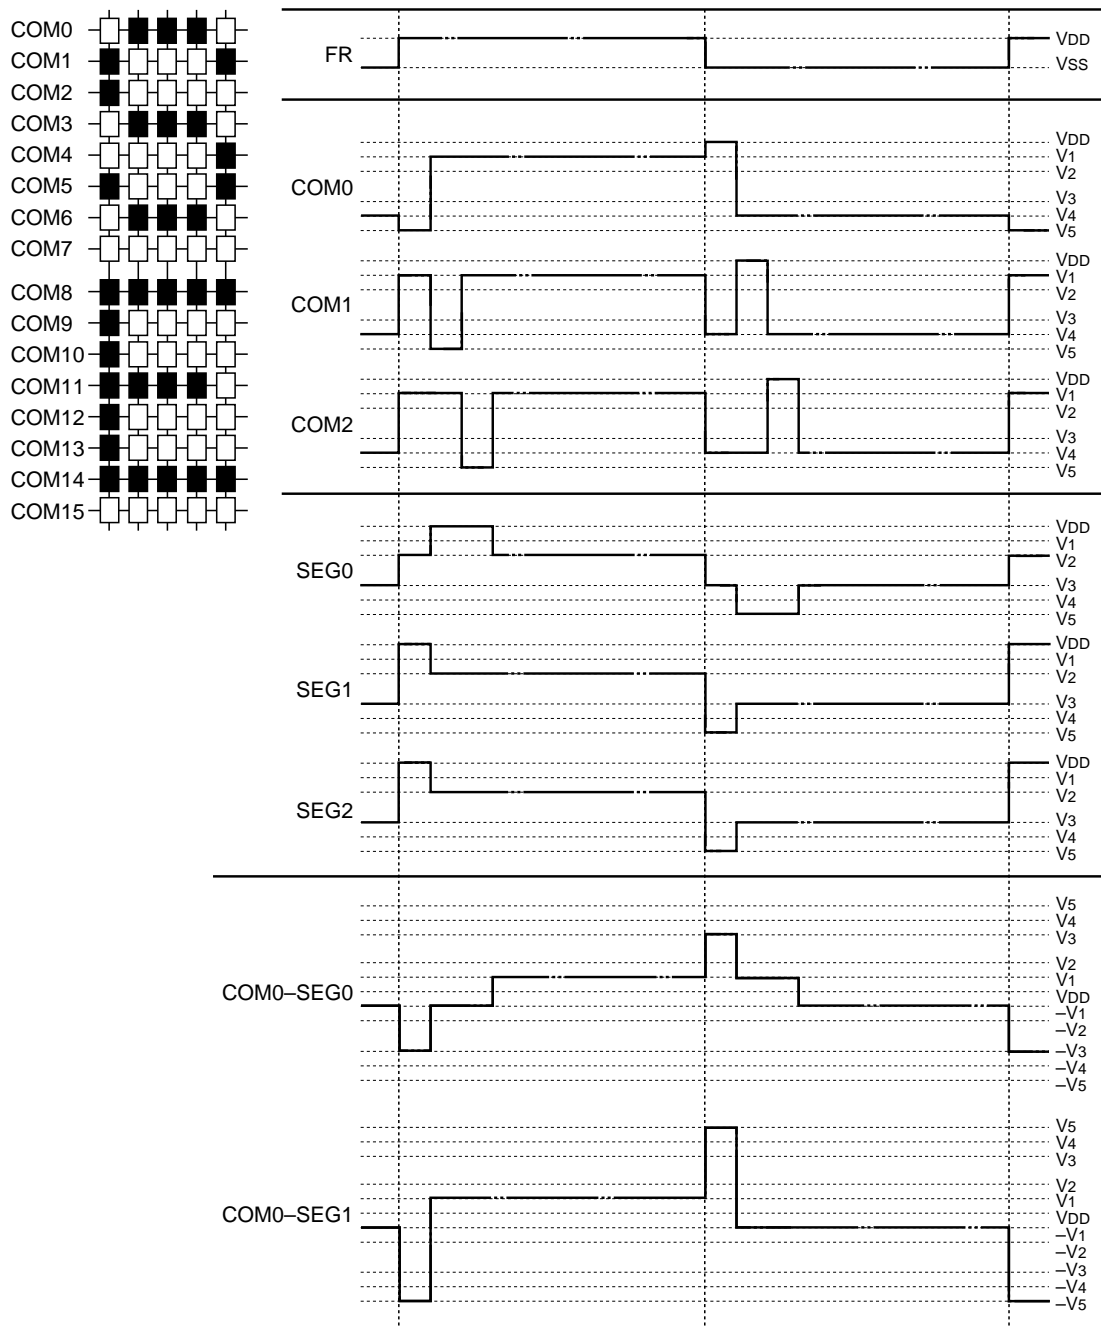 COM0
COM1
COM2
COM3
COM4
COM5
COM6
COM7
COM8
COM9
COM10
COM11
COM12
COM13
COM14
COM15
FR
VDD
VSS
COM0
VDD
V1
V2
V3
V4
V5
COM1
VDD
V1
V2
V3
V4
V5
COM2
VDD
V1
V2
V3
V4
V5
SEG0
VDD
V1
V2
V3
V4
V5
SEG1
VDD
V1
V2
V3
V4
V5
SEG2
VDD
V1
V2
V3
V4
V5
COM0–SEG0
V5
V4
V3
V2
V1
VDD
–V1
–V2
–V3
–V4
–V5
COM0–SEG1
V5
V4
V3
V2
V1
VDD
–V1
–V2
–V3
–V4
–V5